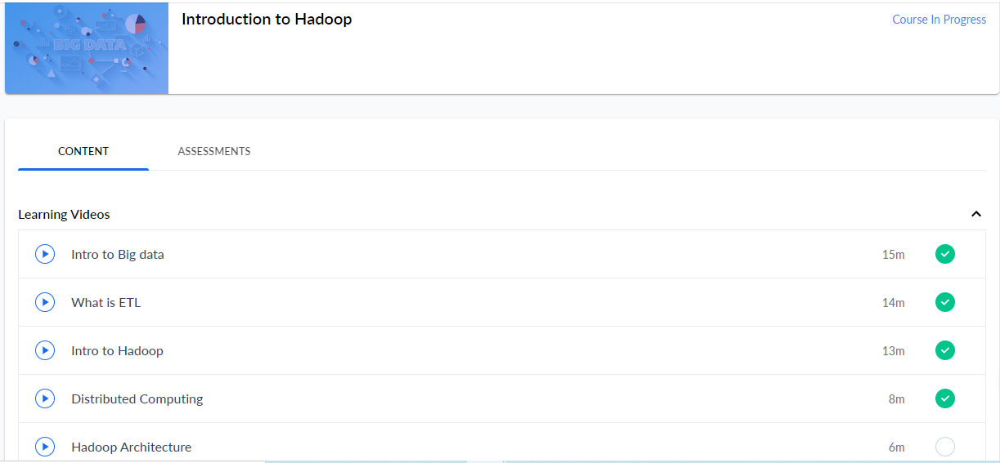 BIG DATA
Introduction to Hadoop
Course In Progress
CONTENT
ASSESSMENTS
Learning Videos
Intro to Big data 15m
What is ETL 14m
Intro to Hadoop 13m
Distributed Computing 8m
Hadoop Architecture 6m